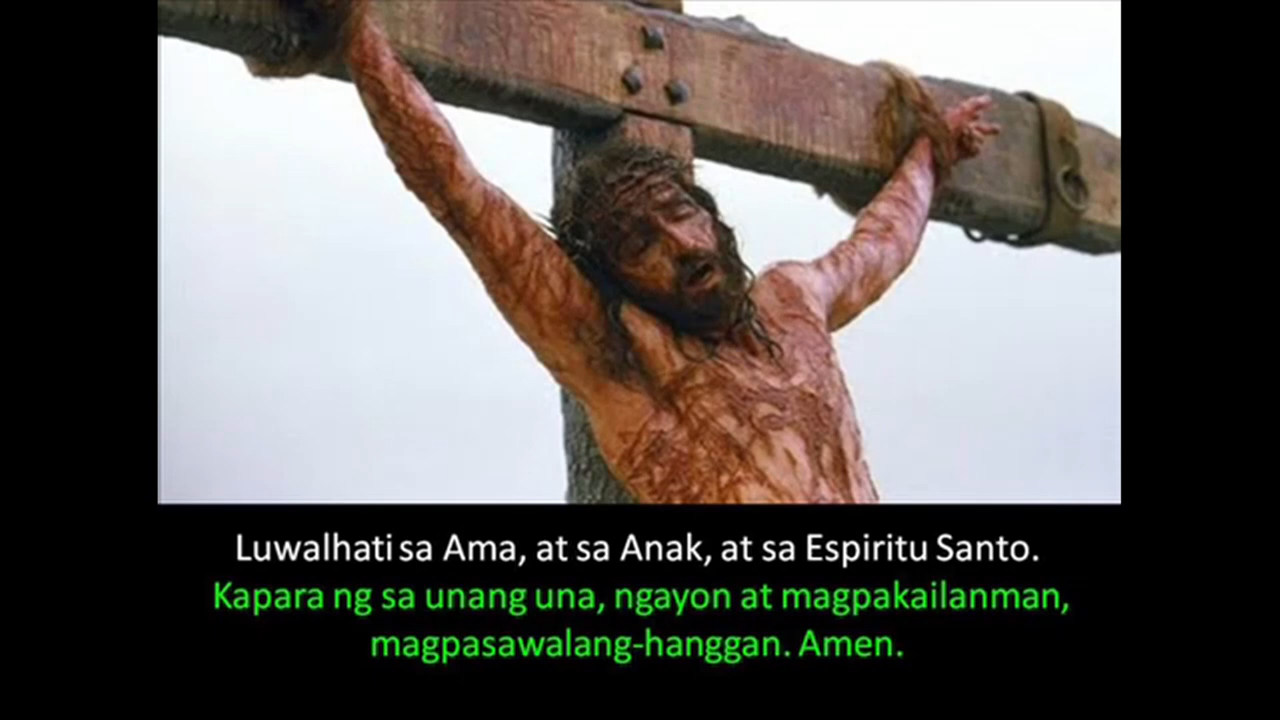 Luwalhati sa Ama, at sa Anak, at sa Espiritu Santo.
Kapara ng sa unang una, ngayon at magpakailanman,
magpasawalang-hanggan. Amen.